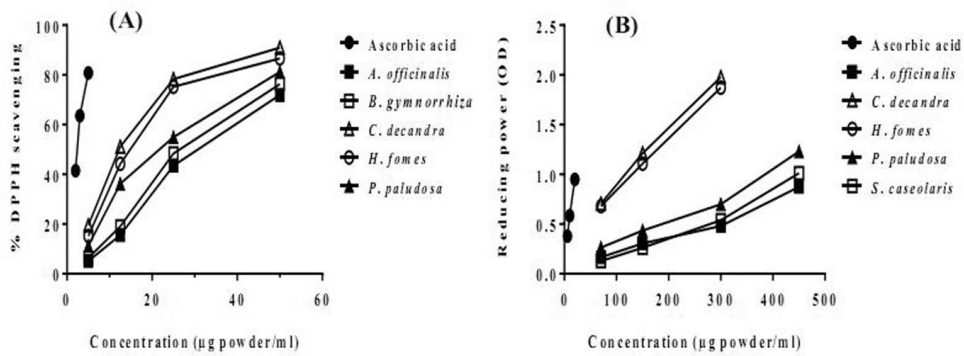 (A)
% DPPH scavenging
100
80
60
40
20
0
0 20 40 60
Concentration (µg powder/ml)
Ascorbic acid
A. officinalis
B. gymnorrhiza
C. decandra
H. fomes
P. paludosa
(B)
Reducing power (OD)
2.5
2.0
1.5
1.0
0.5
0.0
0 100 200 300 400 500
Concentration (µg powder/ml)
Ascorbic acid
A. officinalis
C. decandra
H. fomes
P. paludosa
S. caseolaris